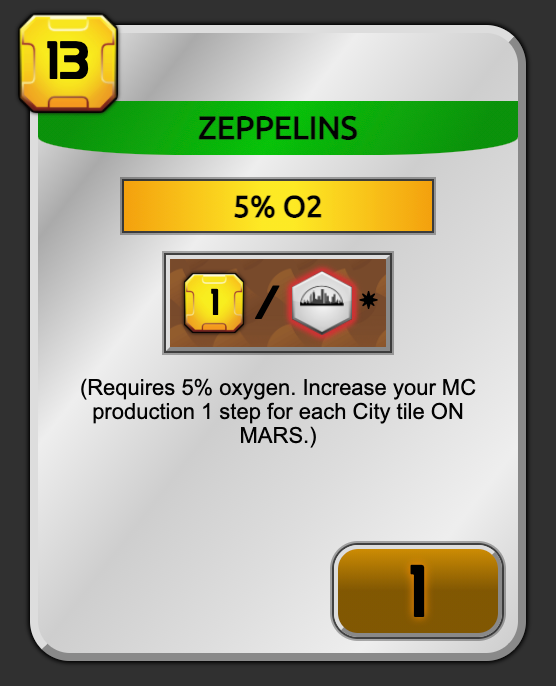 13
ZEPPELINS
5% O2
1 / *
(Requires 5% oxygen. Increase your MC
production 1 step for each City tile ON
MARS.)
1